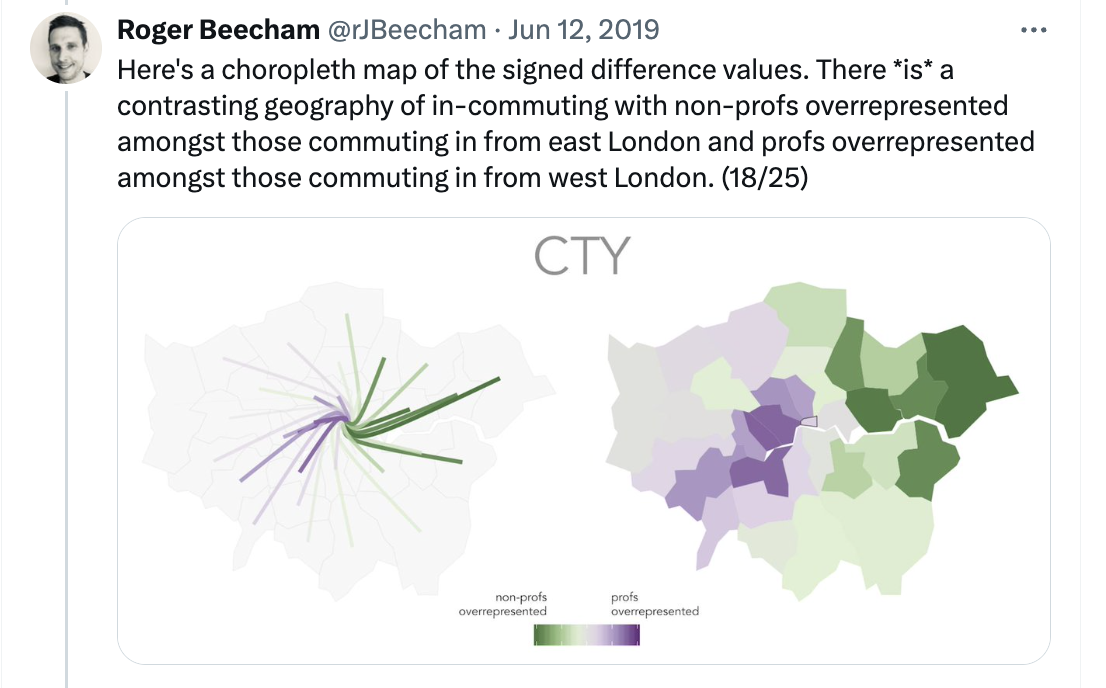 Roger Beecham @rJBeecham · Jun 12, 2019
Here's a choropleth map of the signed difference values. There *is* a
contrasting geography of in-commuting with non-profs overrepresented
amongst those commuting in from east London and profs overrepresented
amongst those commuting in from west London. (18/25)
CTY
non-profs
overrepresented
profs
overrepresented